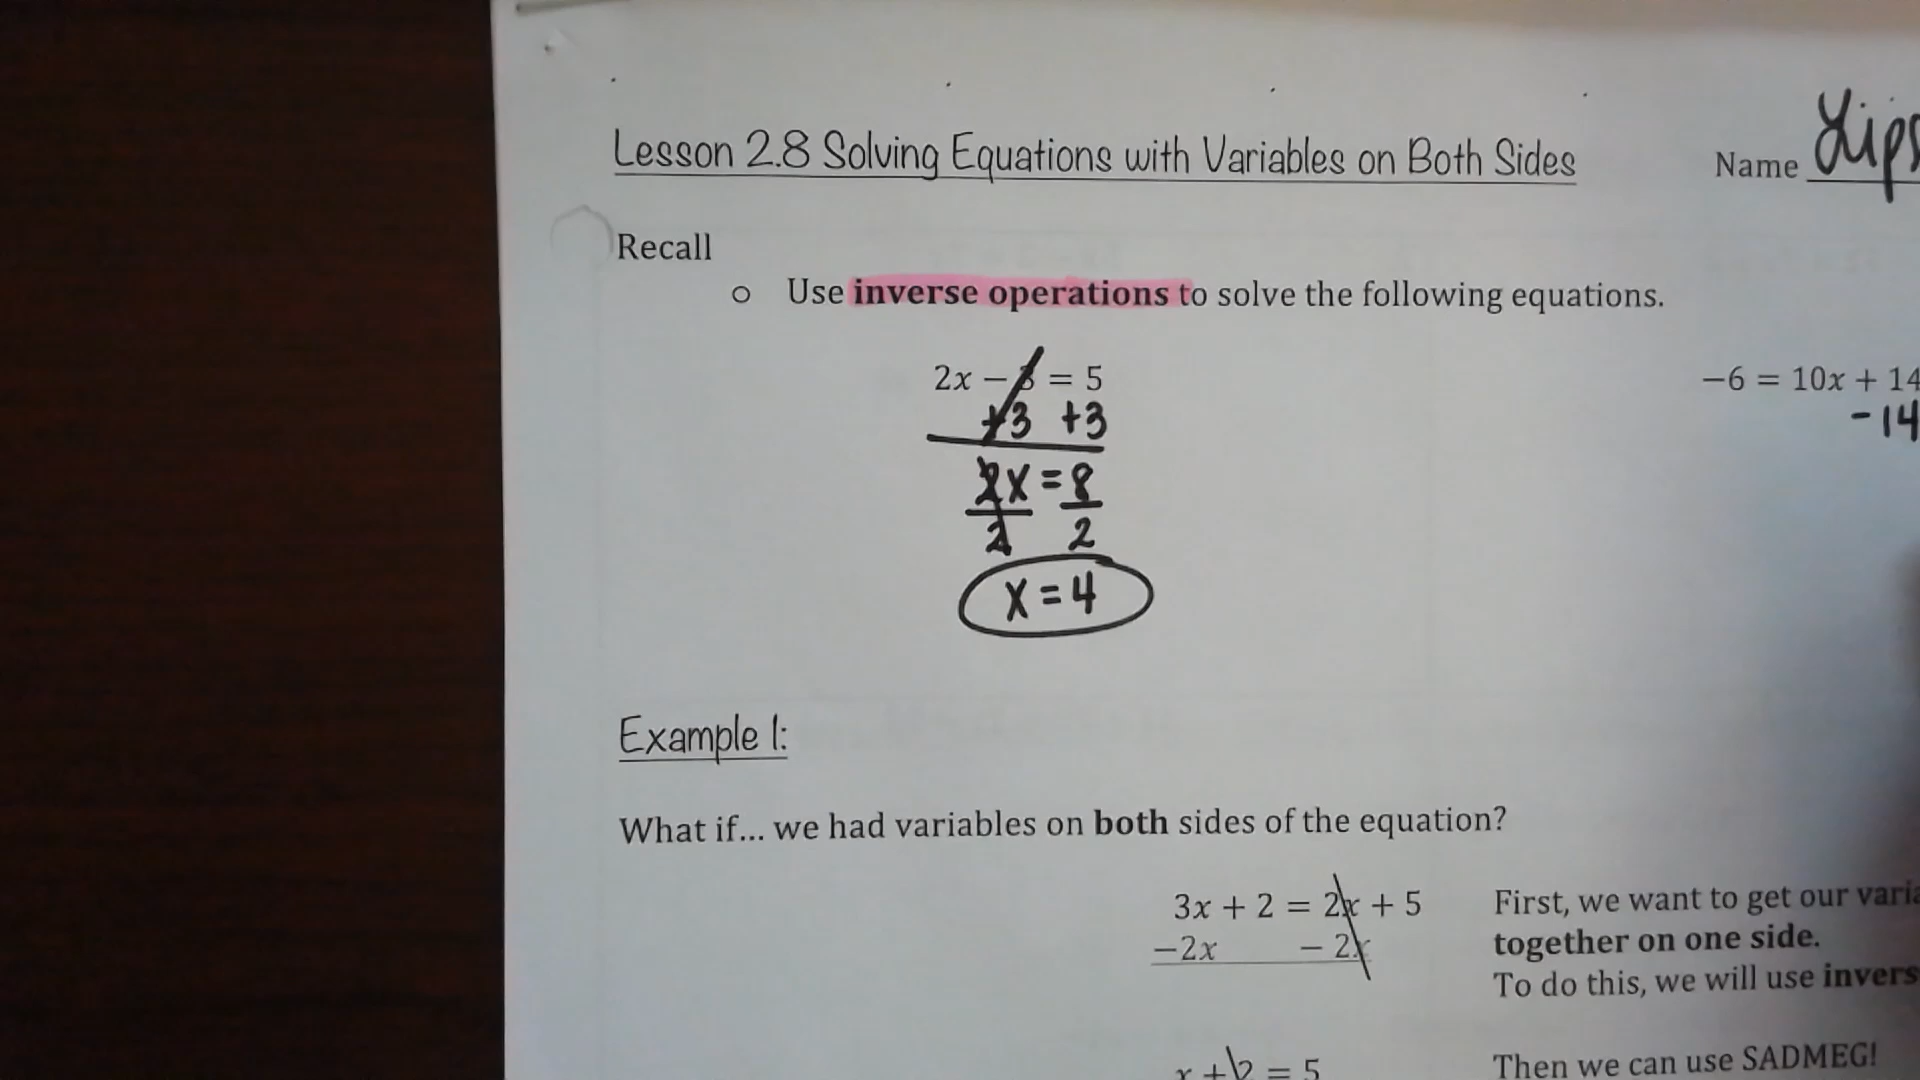 Lesson 2.8 Solving Equations with Variables on Both Sides
Name
Recall
o Use inverse operations to solve the following equations.
2x − 3 = 5
+3 +3
2x = 8
2 2
x = 4
−6 = 10x + 14
-14
Example 1:
What if... we had variables on both sides of the equation?
3x + 2 = 2x + 5
−2x − 2x
First, we want to get our
together on one side.
To do this, we will use
x + 2 = 5
Then we can use SADMEG!